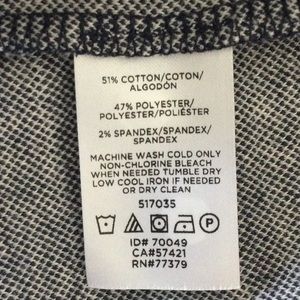 51% COTTON/COTON/
ALGODÓN
47% POLYESTER/
POLYESTER/POLIÉSTER
2% SPANDEX/SPANDEX/
SPANDEX
MACHINE WASH COLD ONLY
NON-CHLORINE BLEACH
WHEN NEEDED TUMBLE DRY
LOW COOL IRON IF NEEDED
OR DRY CLEAN
517035
ID# 70049
CA#57421
RN#77379